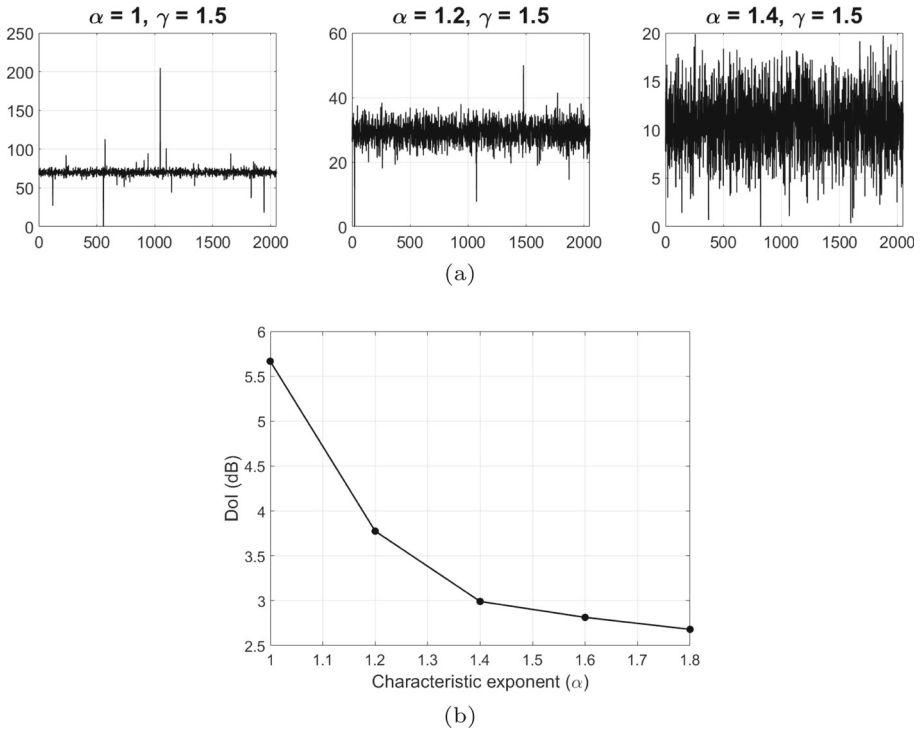 α = 1, γ = 1.5
250
200
150
100
50
0
0 500 1000 1500 2000
α = 1.2, γ = 1.5
60
40
20
0
0 500 1000 1500 2000
α = 1.4, γ = 1.5
20
15
10
5
0
0 500 1000 1500 2000
(a)
DoI (dB)
6
5.5
5
4.5
4
3.5
3
2.5
1 1.1 1.2 1.3 1.4 1.5 1.6 1.7 1.8
Characteristic exponent (α)
(b)